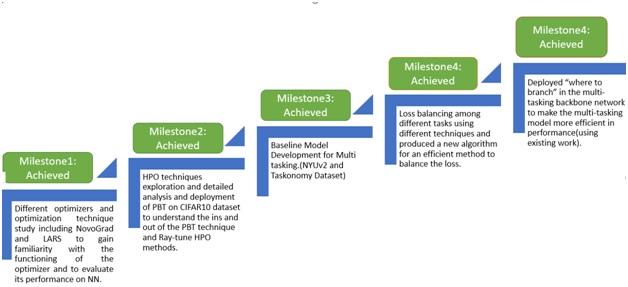 Milestone1:
Achieved
Different optimizers and
optimization technique
study including NovoGrad
and LARS to gain
familiarity with the
functioning of the
optimizer and to evaluate
its performance on NN.
Milestone2:
Achieved
HPO techniques
exploration and detailed
analysis and deployment
of PBT on CIFAR10 dataset
to understand the ins and
out of the PBT technique
and Ray-tune HPO
methods.
Milestone3:
Achieved
Baseline Model
Development for Multi
tasking.(NYUv2 and
Taskonomy Dataset)
Milestone4:
Achieved
Loss balancing among
different tasks using
different techniques and
produced a new algorithm
for an efficient method to
balance the loss.
Milestone4:
Achieved
Deployed “where to
branch” in the multi-
tasking backbone network
to make the multi-tasking
model more efficient in
performance(using
existing work).